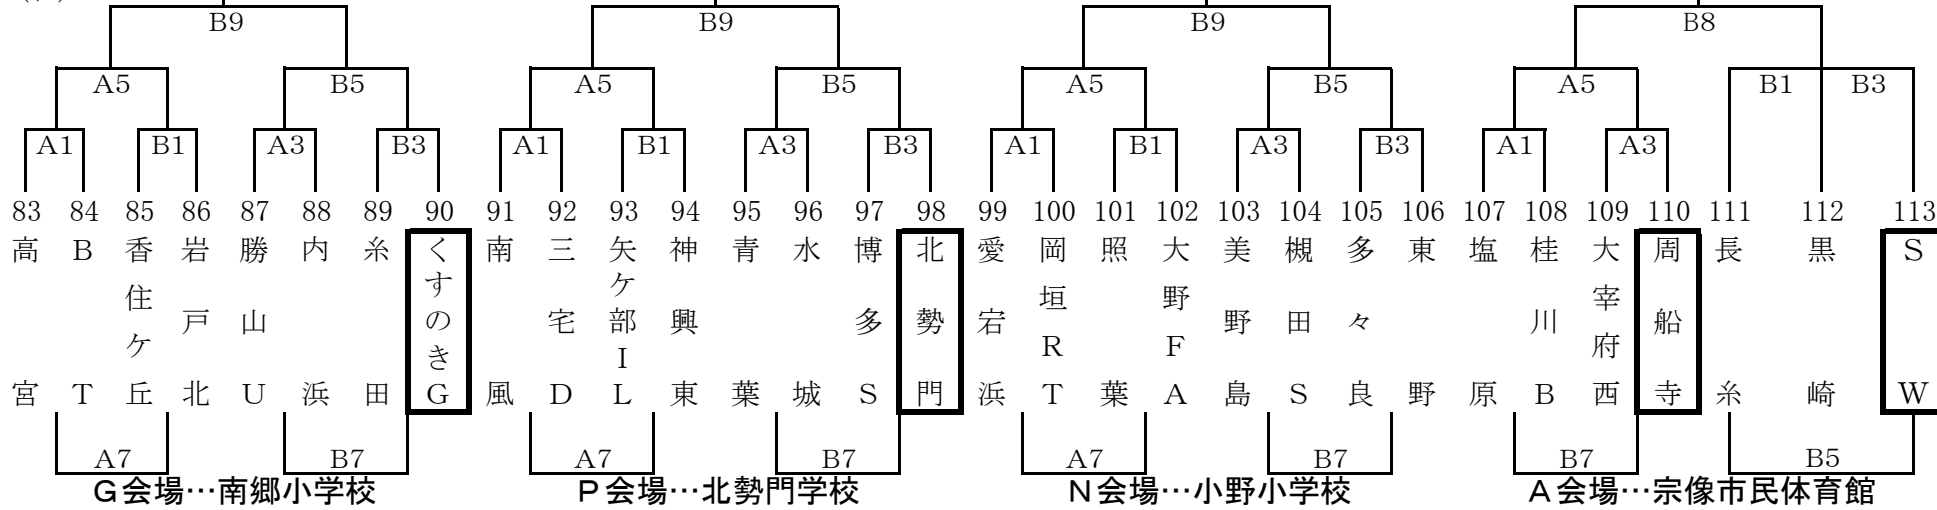 B9 B9 B9 B8
A5 B5 A5 B5 A5 B5 A5 B1 B3
A1 B1 A3 B3 A1 B1 A3 B3 A1 B1 A3 B3 A1 A3
83 84 85 86 87 88 89 90 91 92 93 94 95 96 97 98 99 100 101 102 103 104 105 106 107 108 109 110 111 112 113
高宮
BT
香住ケ丘
岩戸北
勝山U
内浜
糸田
くすのきG
南風
三宅D
矢ケ部IL
神興東
青葉
水城
博多S
北勢門
愛宕浜
岡垣RT
照葉
大野FA
美野島
槻田S
多々良
東野
塩原
桂川B
大宰府西
周船寺
長糸
黒崎
SW
A7 B7 A7 B7 A7 B7 B7 B5
G会場…南郷小学校 P会場…北勢門学校 N会場…小野小学校 A会場…宗像市民体育館